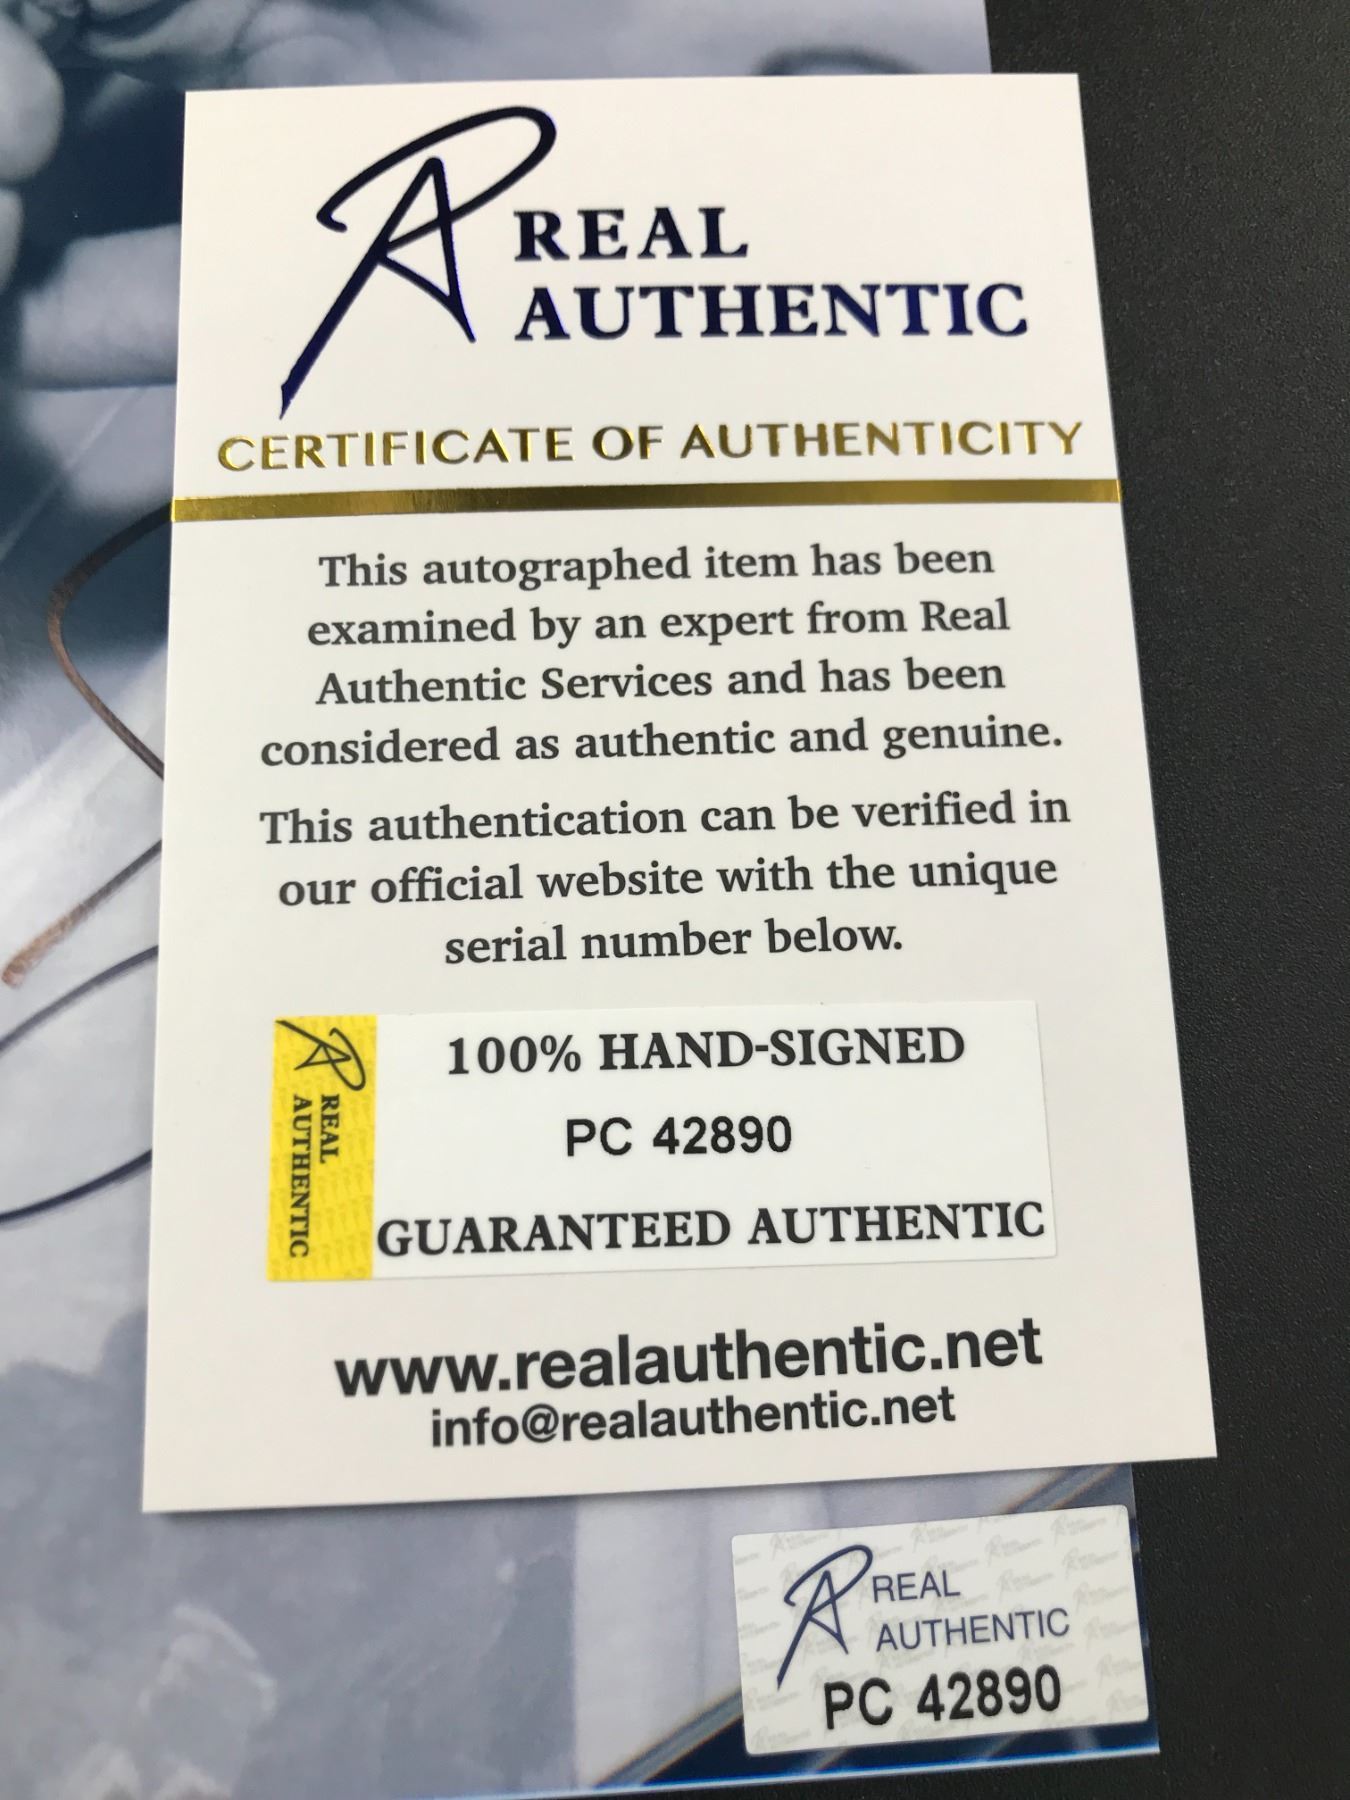 REAL
AUTHENTIC
CERTIFICATE OF AUTHENTICITY
This autographed item has been
examined by an expert from Real
Authentic Services and has been
considered as authentic and genuine.
This authentication can be verified in
our official website with the unique
serial number below.
REAL
AUTHENTIC
100% HAND-SIGNED
PC 42890
GUARANTEED AUTHENTIC
www.realauthentic.net
info@realauthentic.net
REAL
AUTHENTIC
PC 42890